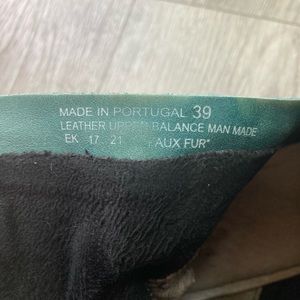 MADE IN PORTUGAL 39
LEATHER UPPER BALANCE MAN MADE
EK 17 21 AUX FUR"